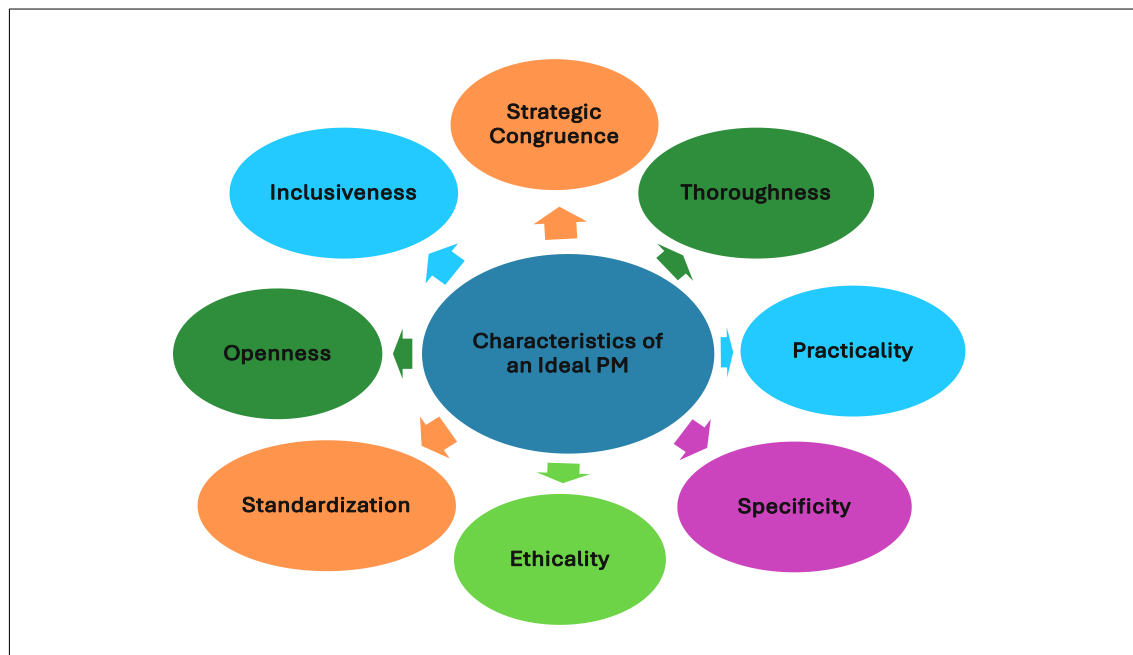 Strategic
Congruence
Inclusiveness
Thoroughness
Characteristics of
an Ideal PM
Openness
Practicality
Standardization
Specificity
Ethicality